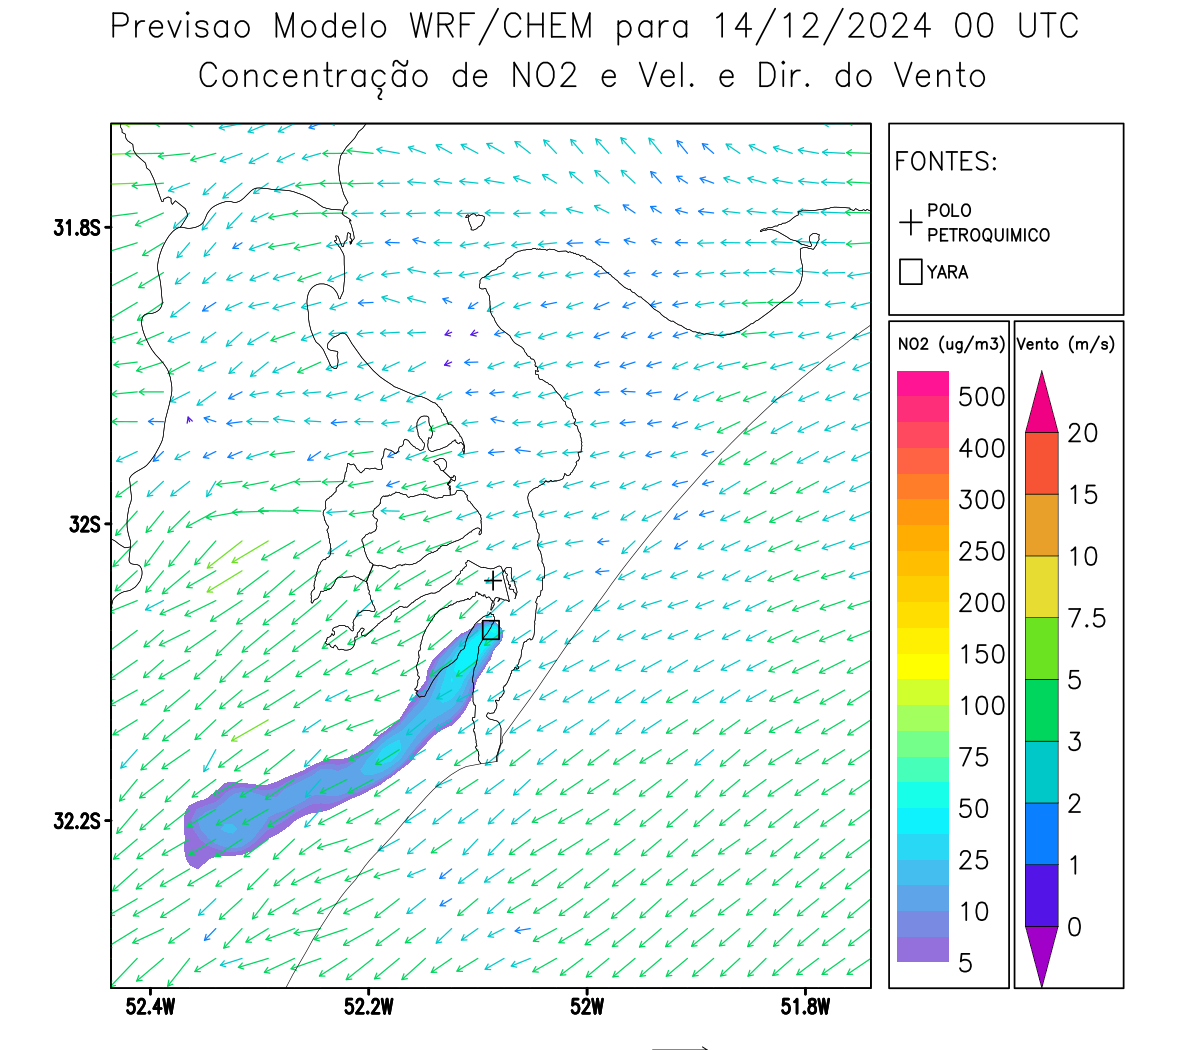 Previsao Modelo WRF/CHEM para 14/12/2024 00 UTC
Concentração de NO2 e Vel. e Dir. do Vento
FONTES:
POLO
PETROQUIMICO
YARA
NO2 (ug/m3)
500
400
300
250
200
150
100
75
50
25
10
5
Vento (m/s)
20
15
10
7.5
5
3
2
1
0
31.8S
32S
32.2S
52.4W
52.2W
52W
51.8W